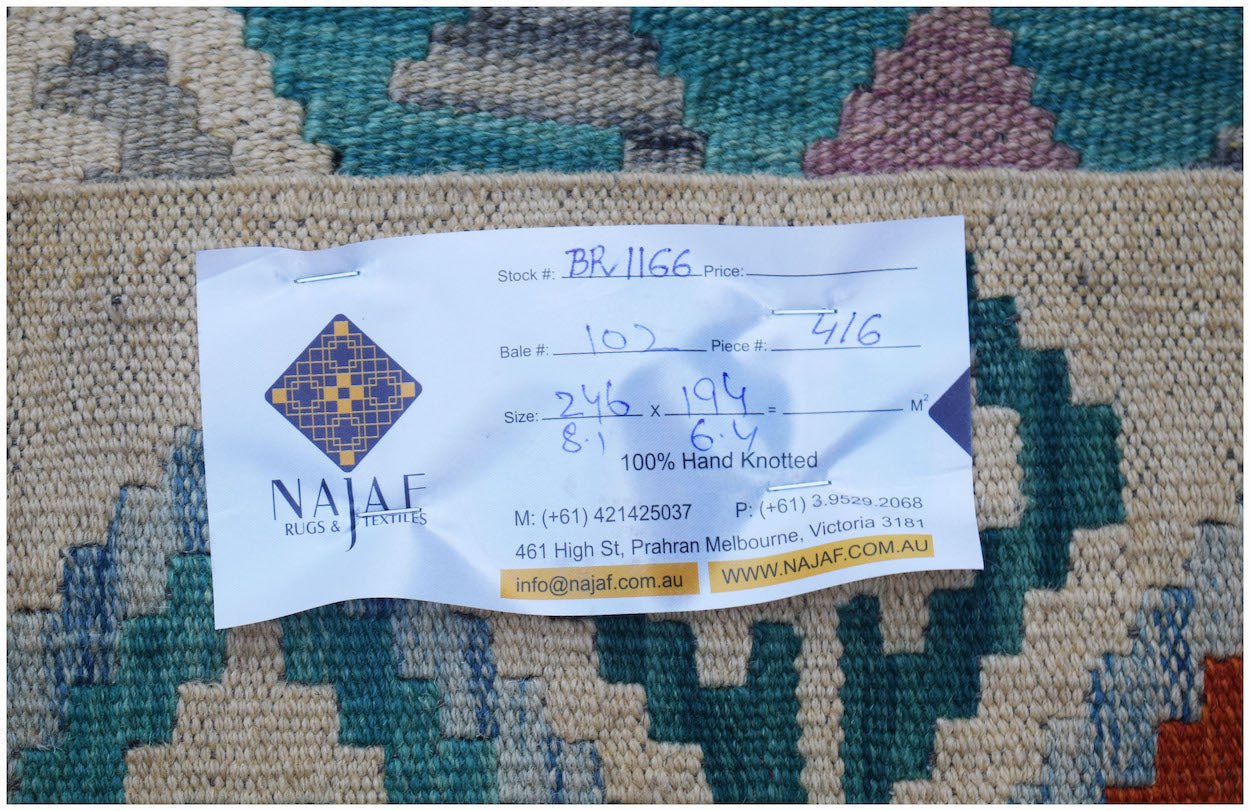 NAJAF
RUGS & TEXTILES
Stock #: BR 1166 Price:
Bale #: 102 Piece #: 416
Size: 246 X 194 = M²
8.1 6.4
100% Hand Knotted
M: (+61) 421425037 P: (+61) 3.9529.2068
461 High St, Prahran Melbourne, Victoria 3181
info@najaf.com.au WWW.NAJAF.COM.AU